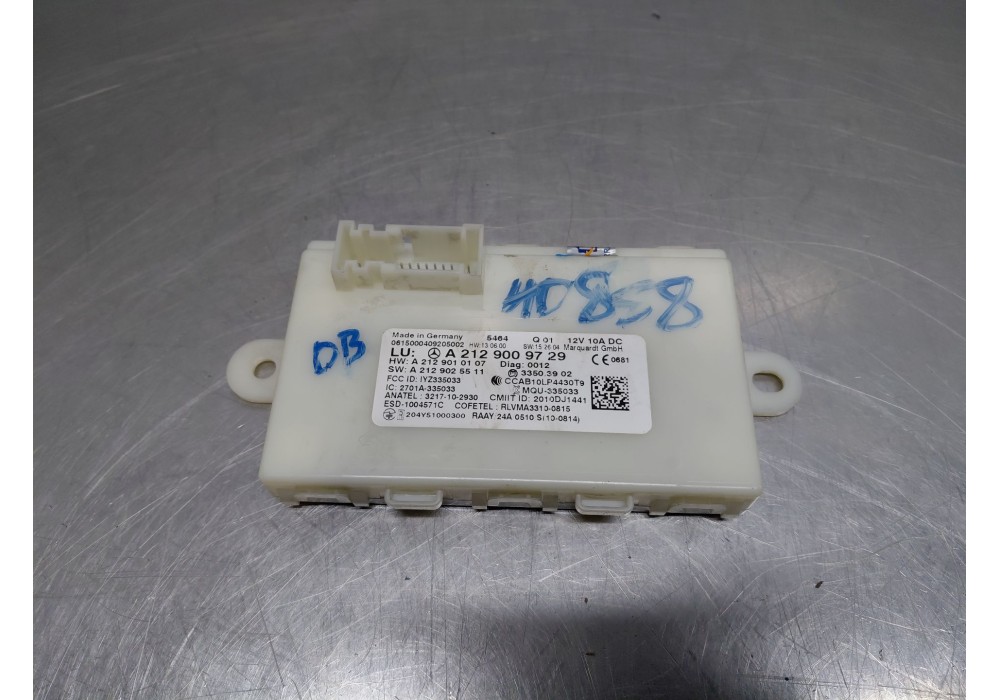 40858
DB
Made in Germany 5464 Q 01 12V 10A DC
0615000409205002 HW:13.06.00 SW:15.26.04 Marquardt GmbH
LU: A 212 900 97 29 CE 0681
HW: A 212 901 01 07 Diag: 0012
SW: A 212 902 55 11 3350 39 02
FCC ID: IYZ335033 CCAB10LP4430T9
IC: 2701A-335033 MQU-335033
ANATEL: 3217-10-2930 CMIIT ID: 2010DJ1441
ESD-1004571C COFETEL: RLVMA3310-0815
204Y51000300 RAAY 24A 0510 S(10-0814)